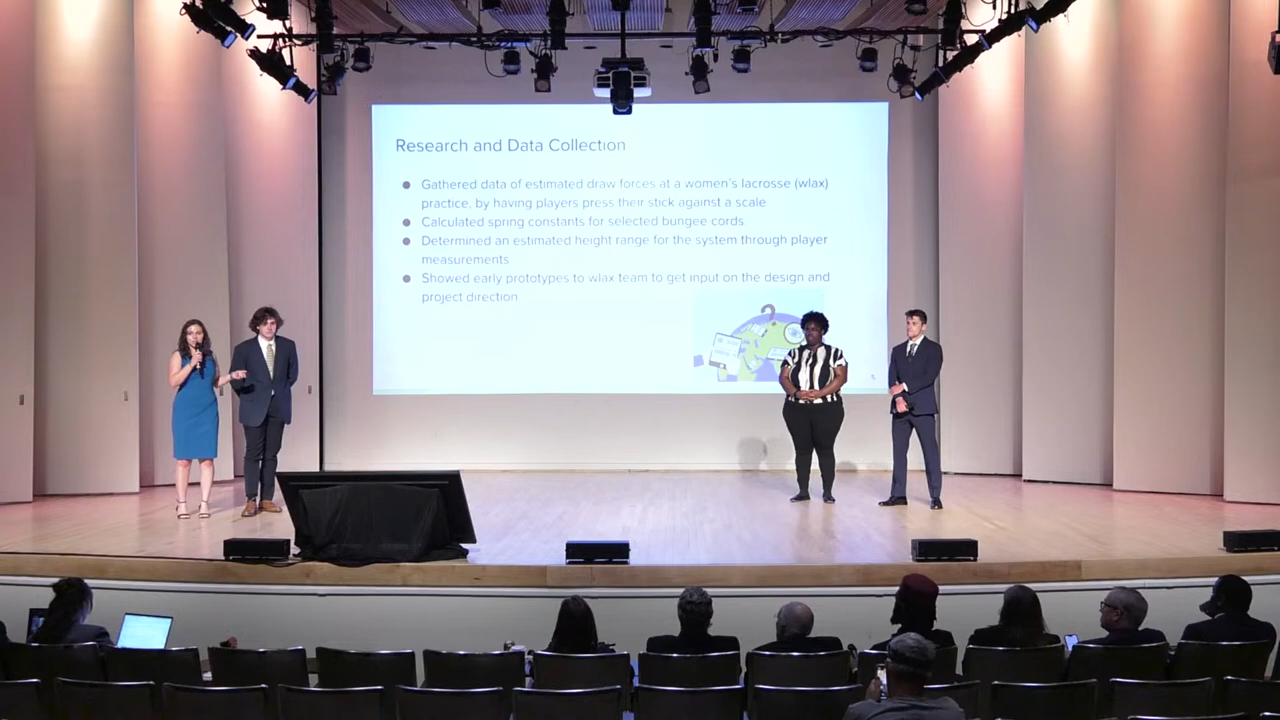 Research and Data Collection
Gathered data of estimated draw forces at a women's lacrosse (wlax)
practice, by having players press their stick against a scale
Calculated spring constants for selected bungee cords
Determined an estimated height range for the system through player
measurements
Showed early prototypes to wlax team to get input on the design and
project direction